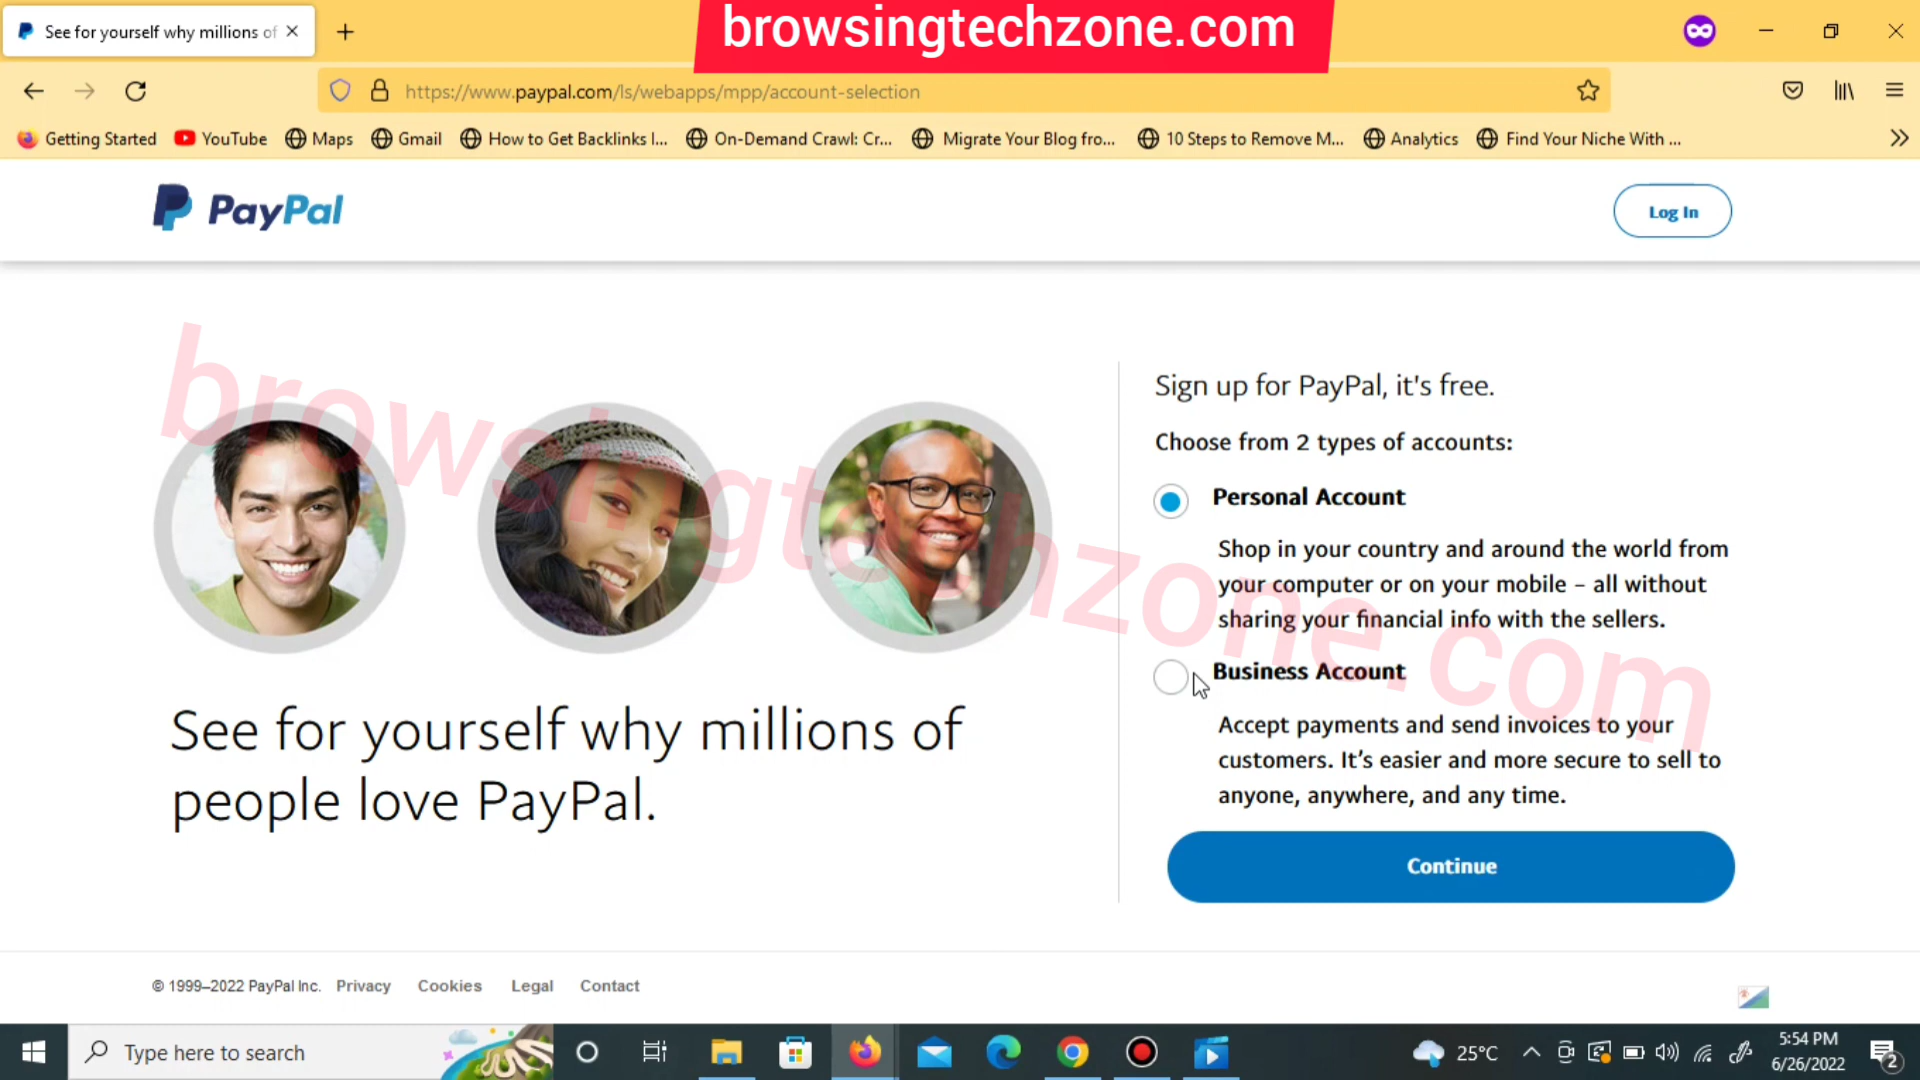 See for yourself why millions of
browsingtechzone.com
https://www.paypal.com/ls/webapps/mpp/account-selection
Getting Started
YouTube
Maps
Gmail
How to Get Backlinks I...
On-Demand Crawl: Cr...
Migrate Your Blog fro...
10 Steps to Remove M...
Analytics
Find Your Niche With ...
PayPal
Log In
browsingtechzone.com
See for yourself why millions of
people love PayPal.
Sign up for PayPal, it's free.
Choose from 2 types of accounts:
Personal Account
Shop in your country and around the world from
your computer or on your mobile – all without
sharing your financial info with the sellers.
Business Account
Accept payments and send invoices to your
customers. It’s easier and more secure to sell to
anyone, anywhere, and any time.
Continue
© 1999–2022 PayPal Inc.
Privacy
Cookies
Legal
Contact
Type here to search
25°C
5:54 PM
6/26/2022
2